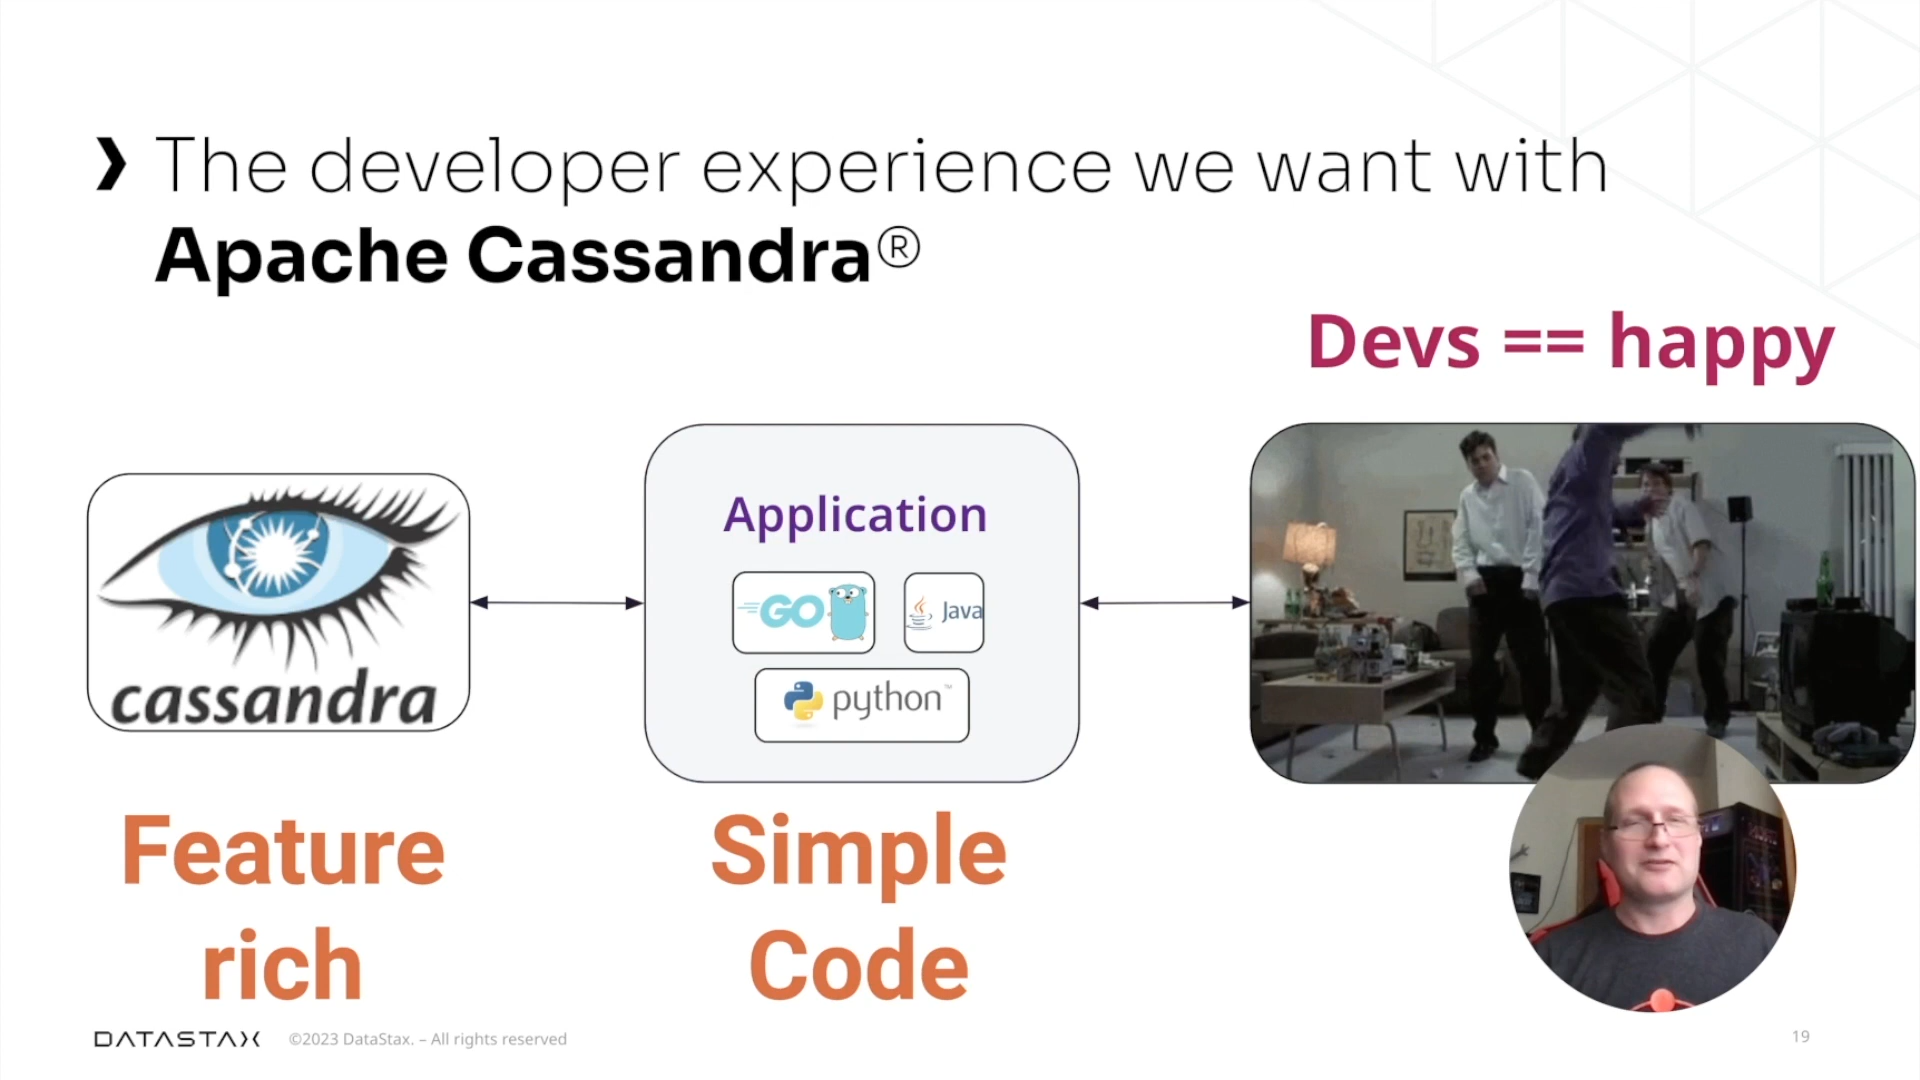 ❯ The developer experience we want with
Apache Cassandra®
Devs == happy
cassandra
Application
GO
Java
python™
Feature
rich
Simple
Code
DATASTAX
©2023 DataStax. – All rights reserved
19